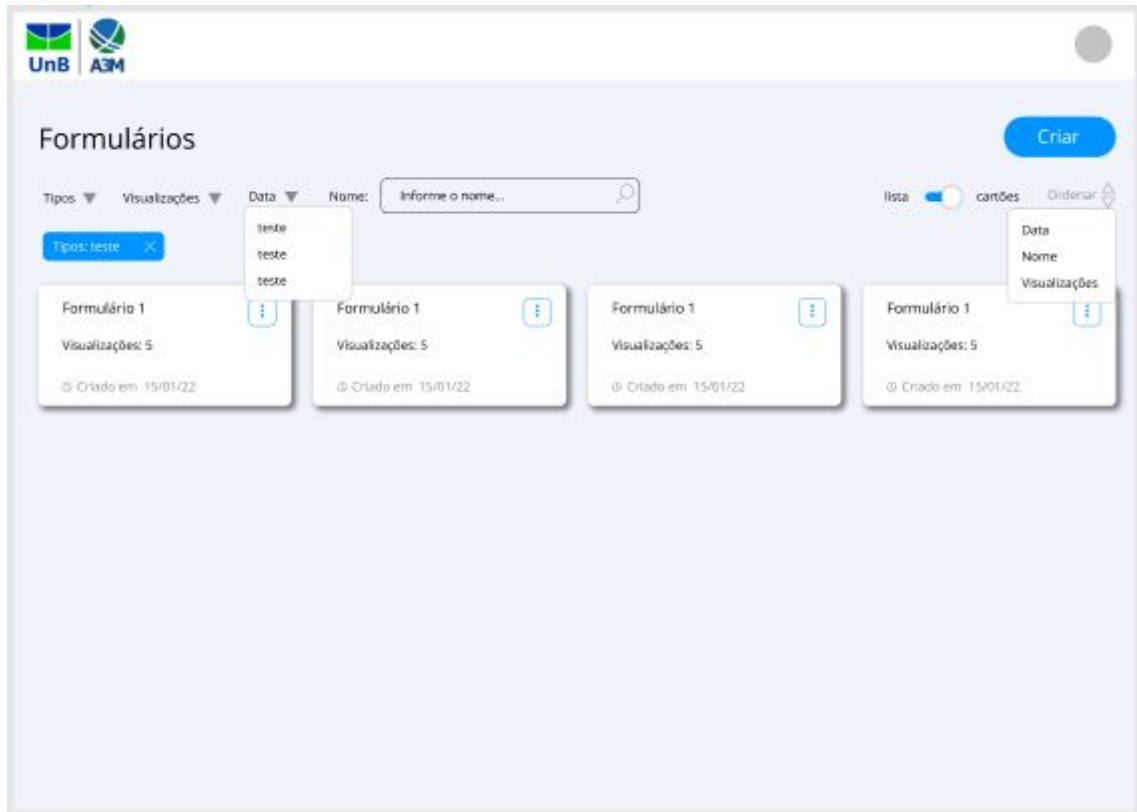 UnB A3M
Formulários
Criar
Tipos Visualizações Data Nome: Informe o nome... lista cartões Ordenar
teste
teste
teste
Data
Nome
Visualizações
Tipos: teste
Formulário 1
Visualizações: 5
Criado em 15/01/22
Formulário 1
Visualizações: 5
Criado em 15/01/22
Formulário 1
Visualizações: 5
Criado em 15/01/22
Formulário 1
Visualizações: 5
Criado em 15/01/22